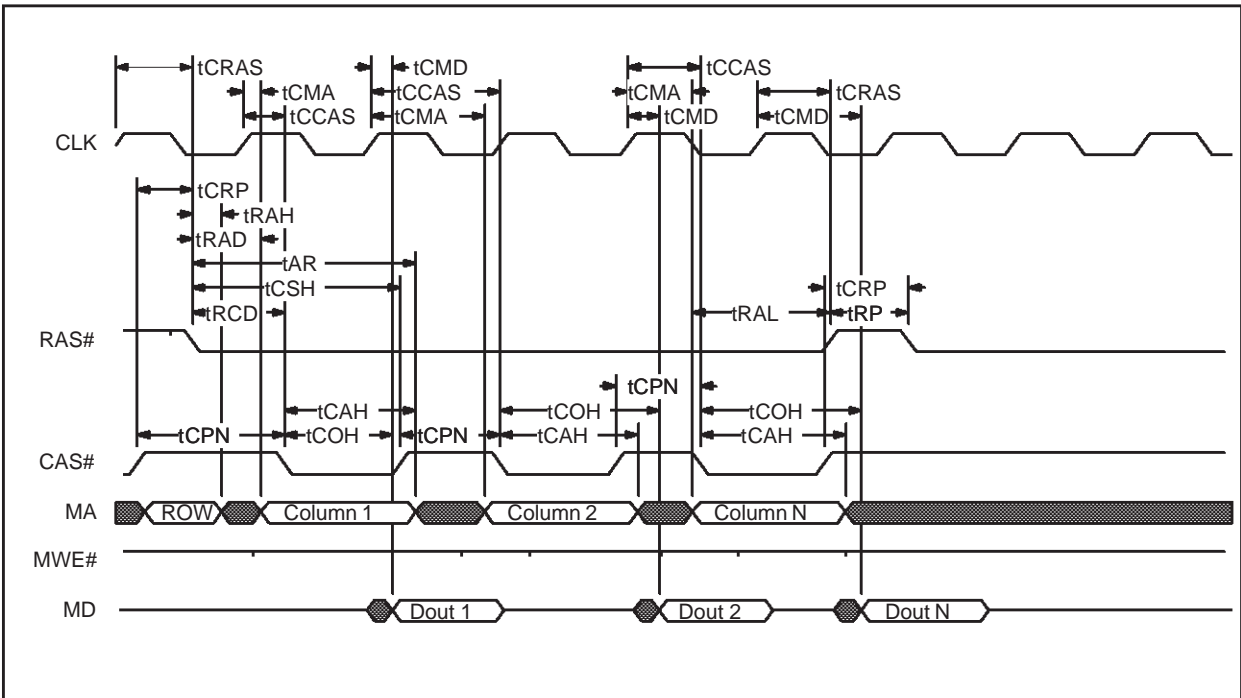 tCRAS tCMD tCCAS
tCMA tCCAS tCMA tCRAS
tCCAS tCMA tCMD tCMD
CLK
tCRP
tRAH
tRAD
tAR
tCSH tCRP
tRCD tRAL tRP
RAS#
tCPN
tCAH tCOH tCOH
tCPN tCOH tCPN tCAH tCAH
CAS#
MA ROW Column 1 Column 2 Column N
MWE#
MD Dout 1 Dout 2 Dout N